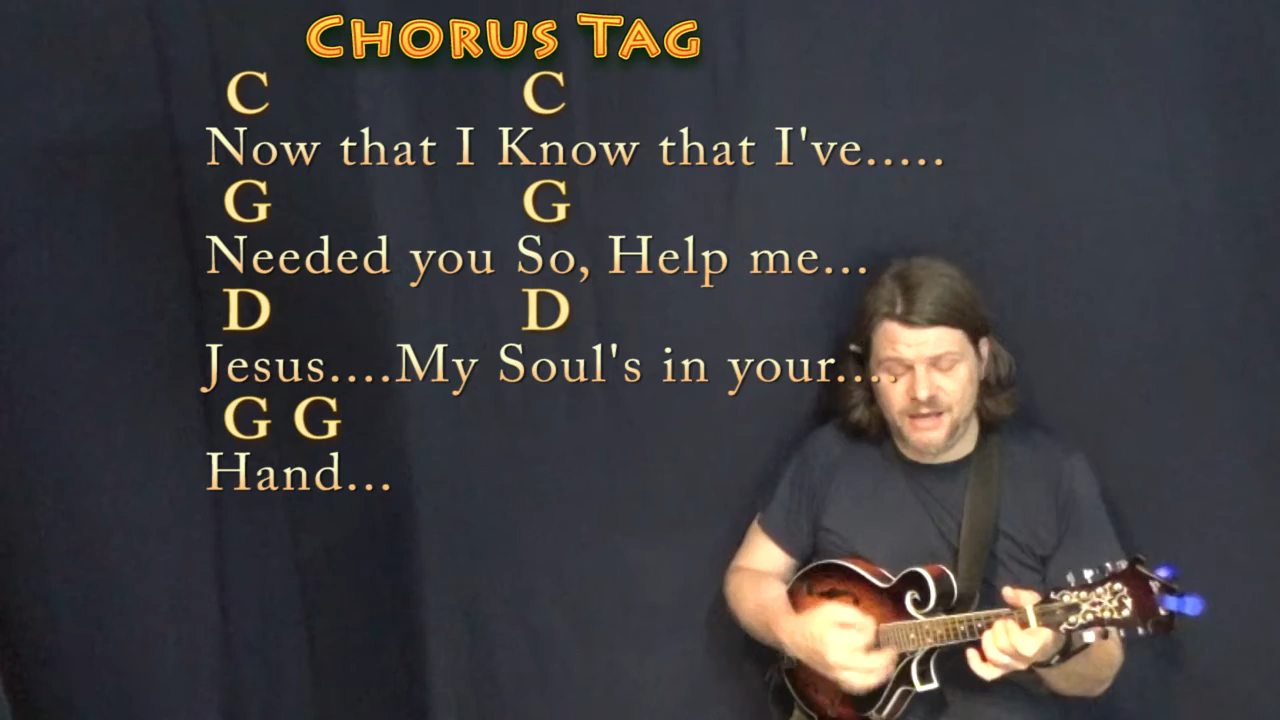 CHORUS TAG
C C
Now that I Know that I've.....
G G
Needed you So, Help me...
D D
Jesus....My Soul's in your....
G G
Hand...